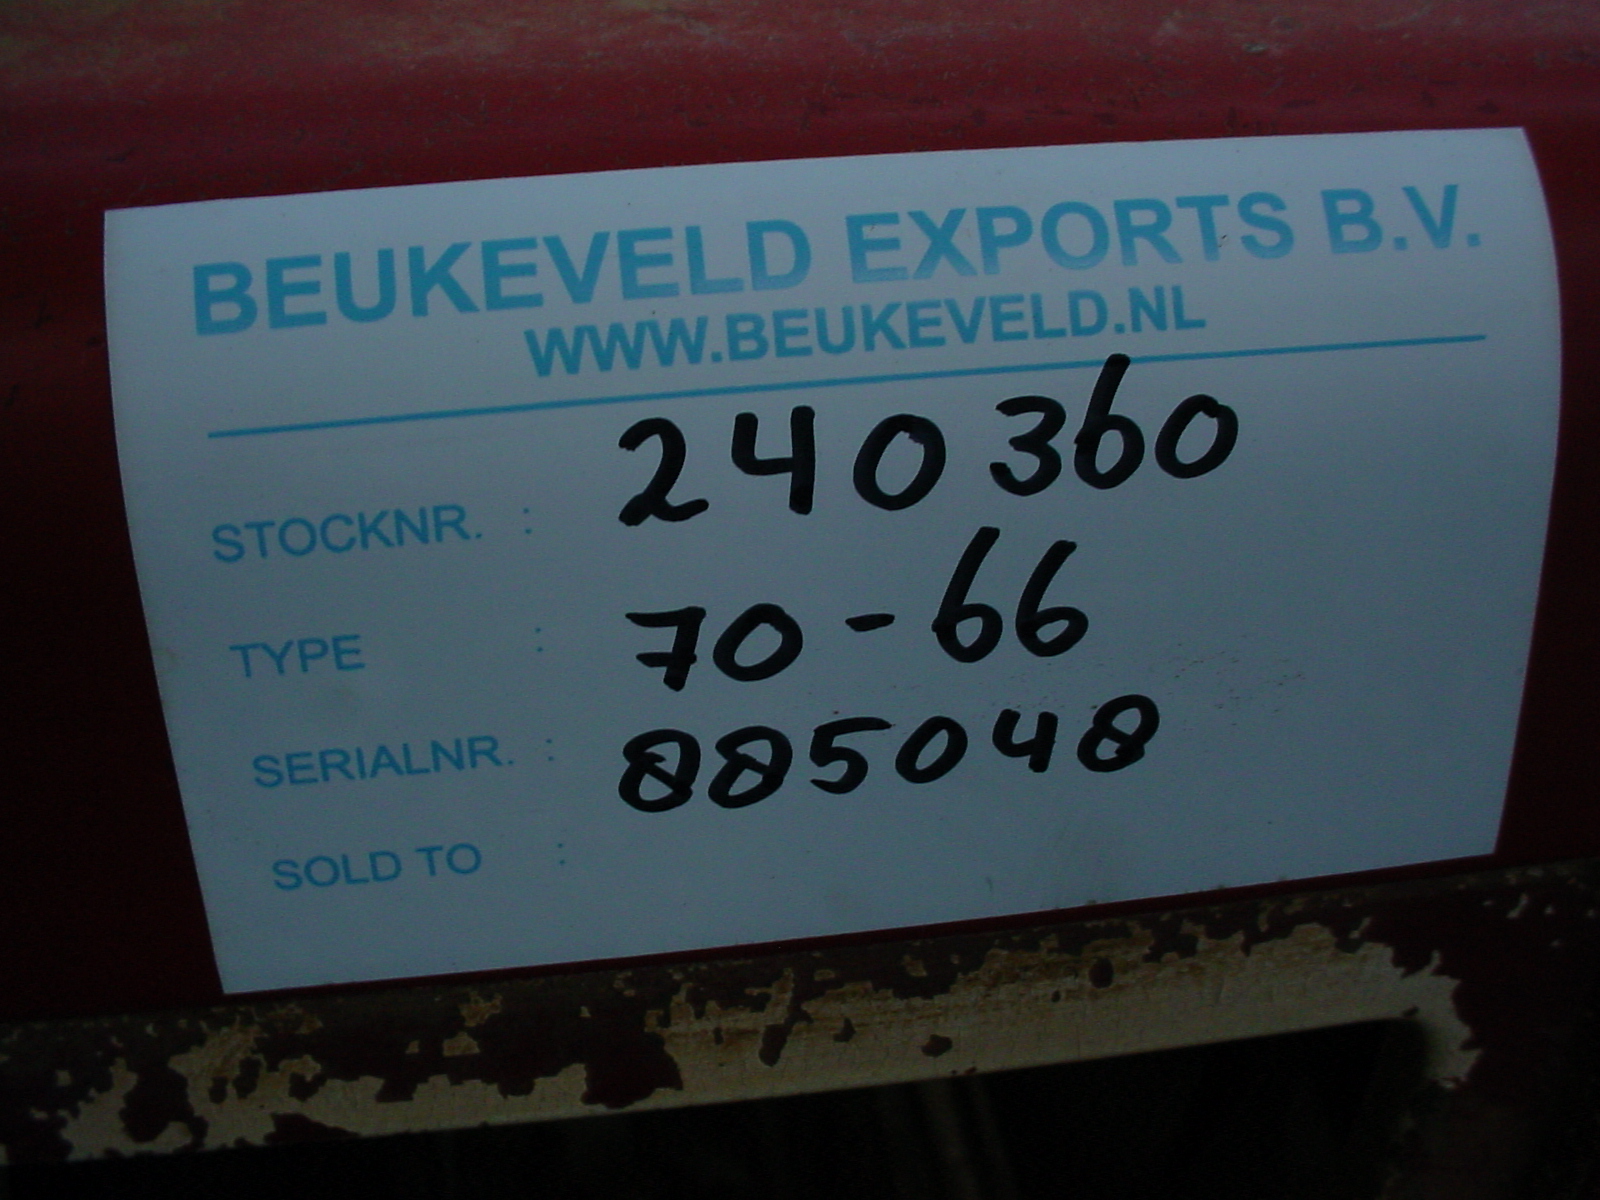 BEUKEVELD EXPORTS B.V.
WWW.BEUKEVELD.NL
STOCKNR. : 240360
TYPE : 70-66
SERIALNR. : 885048
SOLD TO :